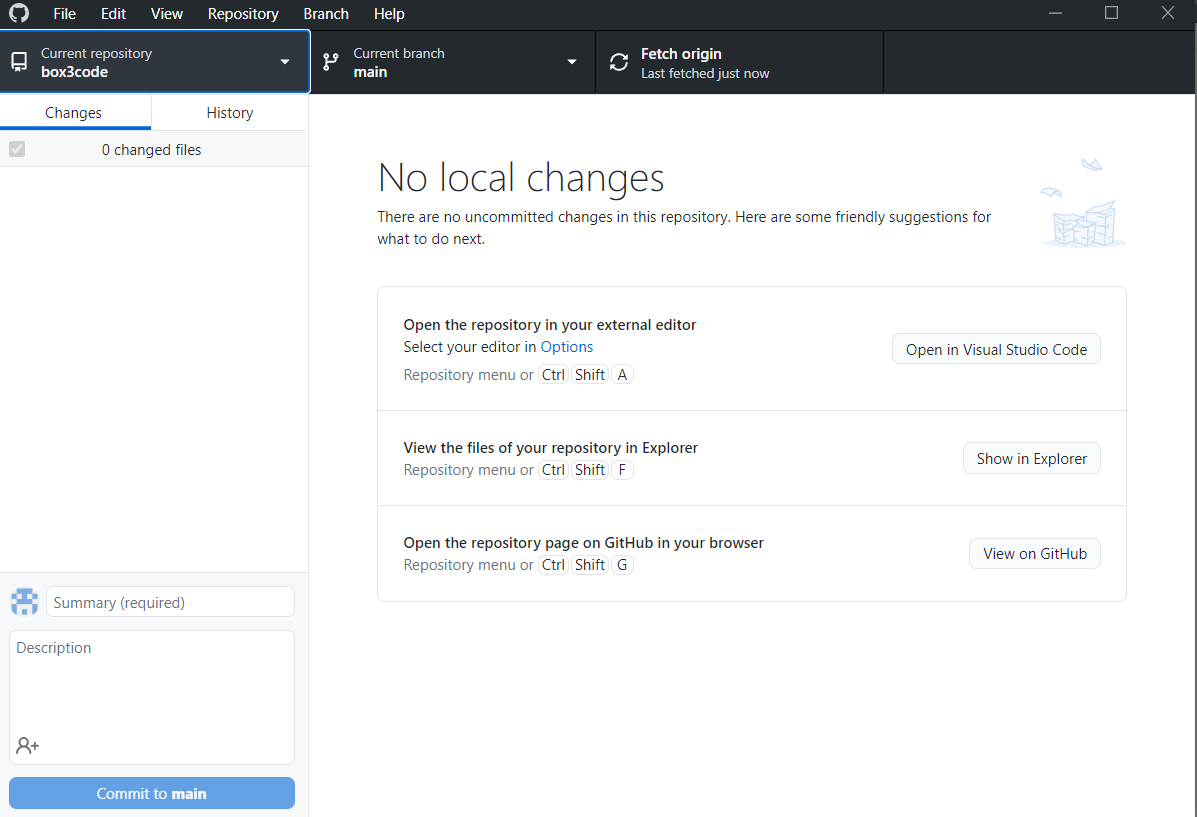 File Edit View Repository Branch Help
Current repository
box3code
Current branch
main
Fetch origin
Last fetched just now
Changes
History
0 changed files
No local changes
There are no uncommitted changes in this repository. Here are some friendly suggestions for
what to do next.
Open the repository in your external editor
Select your editor in Options
Repository menu or Ctrl Shift A
Open in Visual Studio Code
View the files of your repository in Explorer
Repository menu or Ctrl Shift F
Show in Explorer
Open the repository page on GitHub in your browser
Repository menu or Ctrl Shift G
View on GitHub
Summary (required)
Description
Commit to main